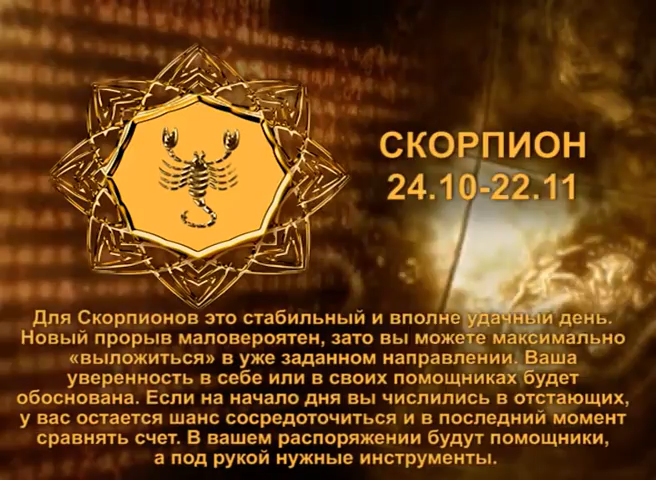 СКОРПИОН
24.10-22.11
Для Скорпионов это стабильный и вполне удачный день.
Новый прорыв маловероятен, зато вы можете максимально
«выложиться» в уже заданном направлении. Ваша
уверенность в себе или в своих помощниках будет
обоснована. Если на начало дня вы числились в отстающих,
у вас остается шанс сосредоточиться и в последний момент
сравнять счет. В вашем распоряжении будут помощники,
а под рукой нужные инструменты.